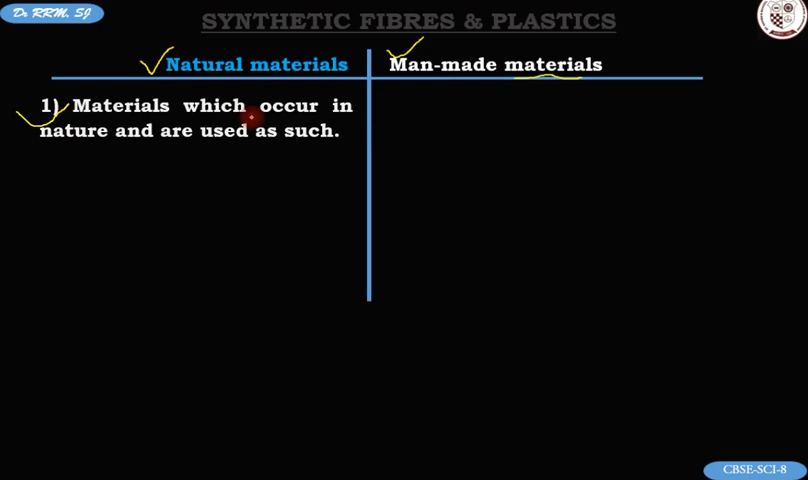 Dr RRM, SJ
SYNTHETIC FIBRES & PLASTICS
Natural materials
Man-made materials
1) Materials which occur in
nature and are used as such.
CBSE-SCI-8